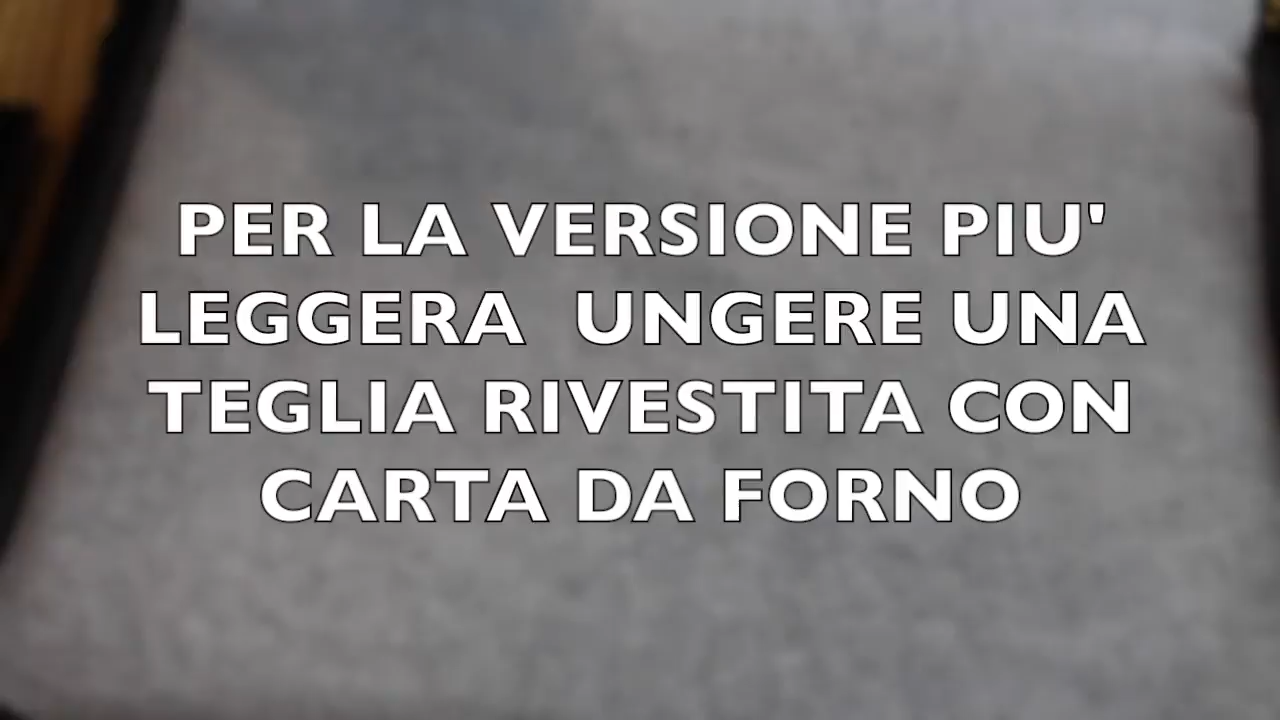 PER LA VERSIONE PIU'
LEGGERA  UNGERE UNA
TEGLIA RIVESTITA CON
CARTA DA FORNO